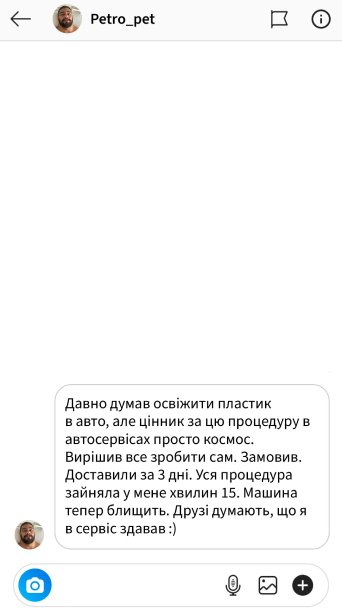 Petro_pet
Давно думав освіжити пластик
в авто, але цінник за цю процедуру в
автосервісах просто космос.
Вирішив все зробити сам. Замовив.
Доставили за 3 дні. Уся процедура
зайняла у мене хвилин 15. Машина
тепер блищить. Друзі думають, що я
в сервіс здавав :)